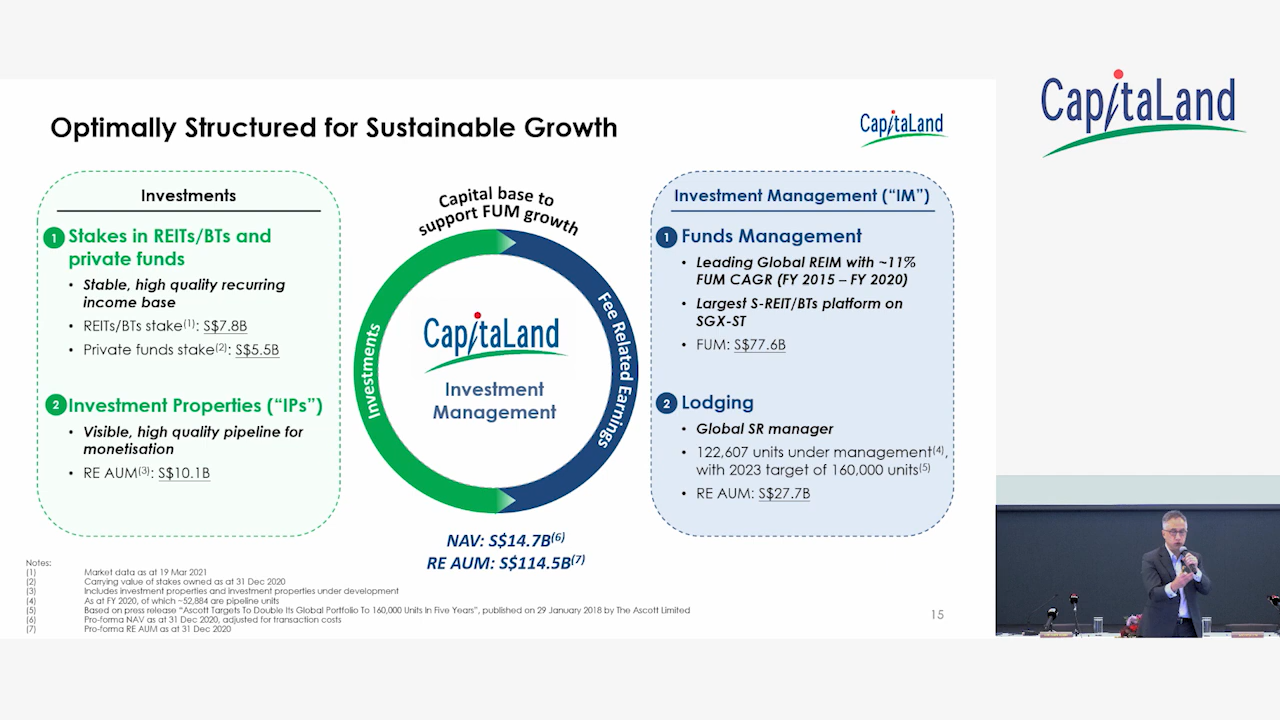 CapitaLand
Optimally Structured for Sustainable Growth
CapitaLand
Investments
1 Stakes in REITs/BTs and
private funds
• Stable, high quality recurring
income base
• REITs/BTs stake(1): S$7.8B
• Private funds stake(2): S$5.5B
2 Investment Properties (“IPs”)
• Visible, high quality pipeline for
monetisation
• RE AUM(3): S$10.1B
Capital base to
support FUM growth
Investments
Fee Related Earnings
CapitaLand
Investment
Management
NAV: S$14.7B(6)
RE AUM: S$114.5B(7)
Investment Management (“IM”)
1 Funds Management
• Leading Global REIM with ~11%
FUM CAGR (FY 2015 – FY 2020)
• Largest S-REIT/BTs platform on
SGX-ST
• FUM: S$77.6B
2 Lodging
• Global SR manager
• 122,607 units under management(4),
with 2023 target of 160,000 units(5)
• RE AUM: S$27.7B
Notes:
(1) Market data as at 19 Mar 2021
(2) Carrying value of stakes owned as at 31 Dec 2020
(3) Includes investment properties and investment properties under development
(4) As at FY 2020, of which ~52,884 are pipeline units
(5) Based on press release “Ascott Targets To Double Its Global Portfolio To 160,000 Units In Five Years”, published on 29 January 2018 by The Ascott Limited
(6) Pro-forma NAV as at 31 Dec 2020, adjusted for transaction costs
(7) Pro-forma RE AUM as at 31 Dec 2020
15